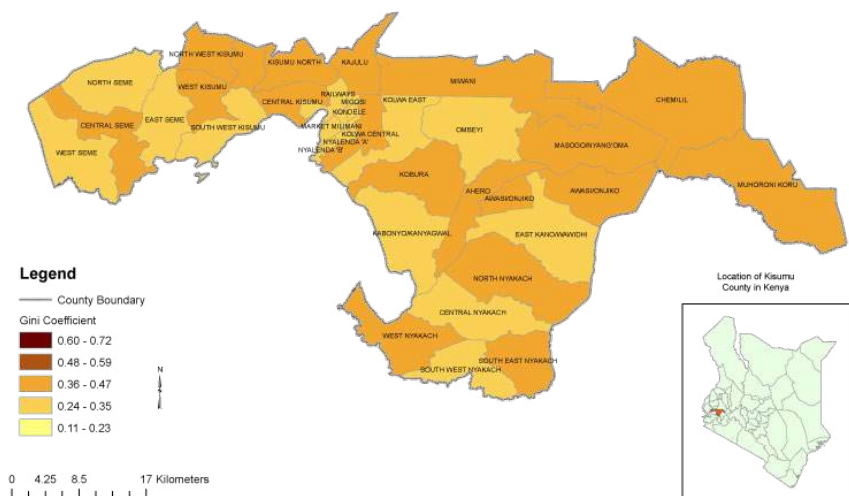 NORTH WEST KISUMU
KISUMU NORTH
KAJULU
NORTH SEME
WEST KISUMU
MIWANI
CHEMILIL
RAILWAYS
MIGOSI
KOLWA EAST
CENTRAL KISUMU
KONDELE
CENTRAL SEME
EAST SEME
SOUTH WEST KISUMU
MARKET MILIMANI
KOLWA CENTRAL
OMBEYI
NYALENDA 'A'
NYALENDA 'B'
MASOGO/NYANG'OMA
WEST SEME
KOBURA
AHERO
AWASI/ONJIKO
AWASI/ONJIKO
MUHORONI KORU
KABONYO/KANYAGWAL
EAST KANO/WAWIDHI
NORTH NYAKACH
CENTRAL NYAKACH
WEST NYAKACH
SOUTH EAST NYAKACH
SOUTH WEST NYAKACH
Legend
County Boundary
Gini Coefficient
0.60 - 0.72
0.48 - 0.59
0.36 - 0.47
0.24 - 0.35
0.11 - 0.23
N
0 4.25 8.5 17 Kilometers
Location of Kisumu
County in Kenya